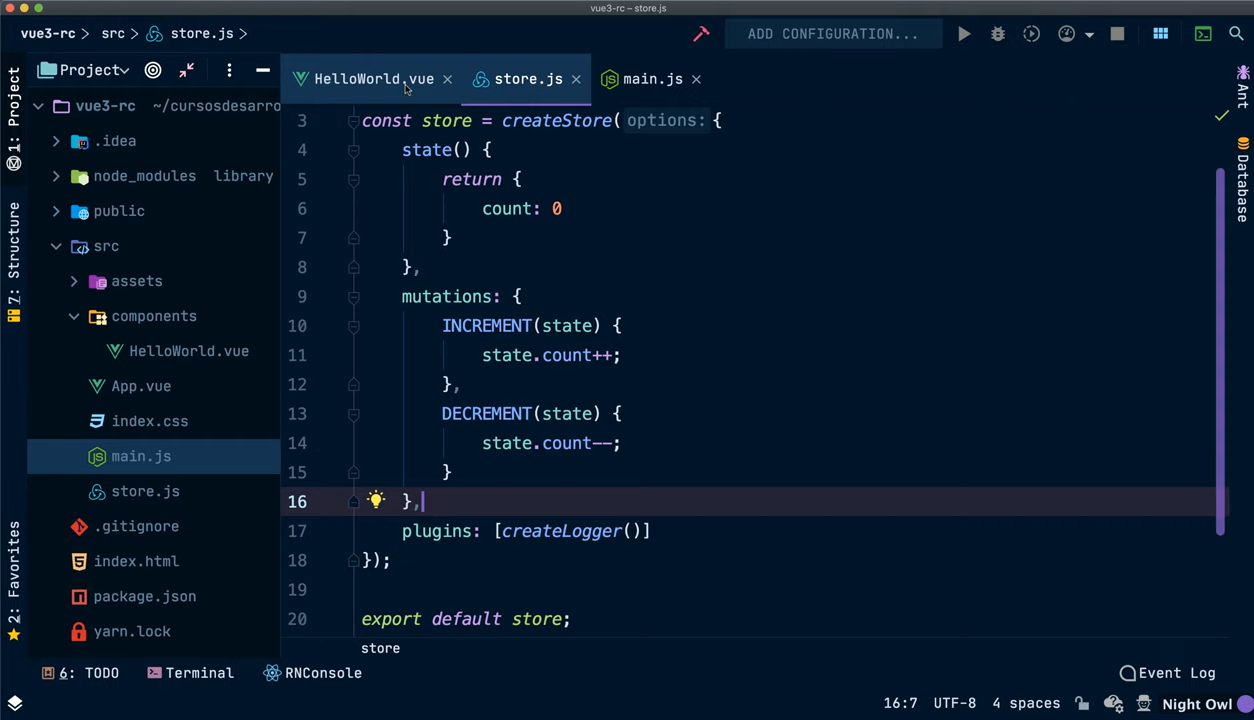 vue3-rc – store.js
vue3-rc > src > store.js >
ADD CONFIGURATION...
1: Project
7: Structure
2: Favorites
Project
vue3-rc ~/cursosdesarro
.idea
node_modules library
public
src
assets
components
HelloWorld.vue
App.vue
index.css
main.js
store.js
.gitignore
index.html
package.json
yarn.lock
HelloWorld.vue × store.js × main.js ×
3 const store = createStore( options: {
4 state() {
5 return {
6 count: 0
7 }
8 },
9 mutations: {
10 INCREMENT(state) {
11 state.count++;
12 },
13 DECREMENT(state) {
14 state.count--;
15 }
16 },
17 plugins: [createLogger()]
18 });
19
20 export default store;
store
Ant
Database
6: TODO Terminal RNConsole Event Log
16:7 UTF-8 4 spaces Night Owl